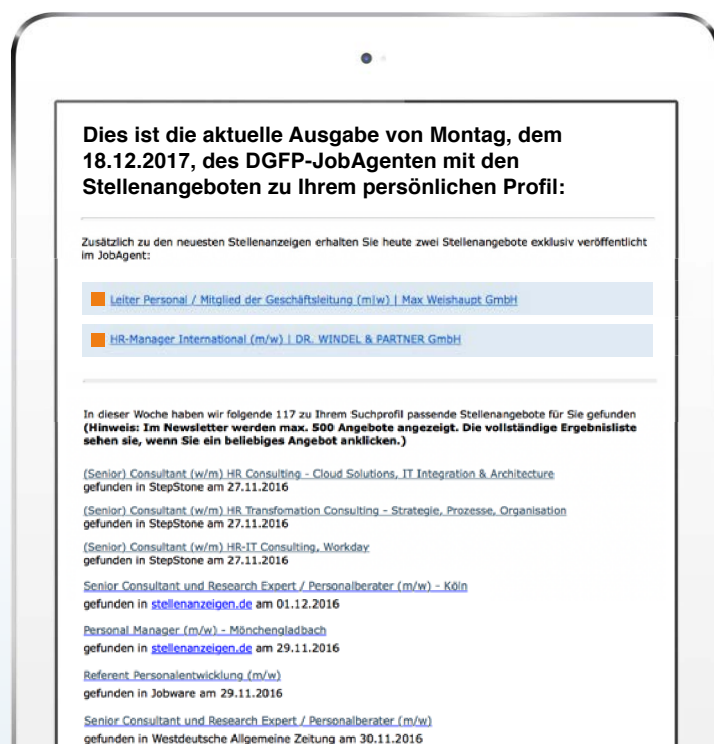 Dies ist die aktuelle Ausgabe von Montag, dem
18.12.2017, des DGFP-JobAgenten mit den
Stellenangeboten zu Ihrem persönlichen Profil:
Zusätzlich zu den neuesten Stellenanzeigen erhalten Sie heute zwei Stellenangebote exklusiv veröffentlicht
im JobAgent:
Leiter Personal / Mitglied der Geschäftsleitung (m|w) | Max Weishaupt GmbH
HR-Manager International (m/w) | DR. WINDEL & PARTNER GmbH
In dieser Woche haben wir folgende 117 zu Ihrem Suchprofil passende Stellenangebote für Sie gefunden
(Hinweis: Im Newsletter werden max. 500 Angebote angezeigt. Die vollständige Ergebnisliste
sehen sie, wenn Sie ein beliebiges Angebot anklicken.)
(Senior) Consultant (w/m) HR Consulting - Cloud Solutions, IT Integration & Architecture
gefunden in StepStone am 27.11.2016
(Senior) Consultant (w/m) HR Transfomation Consulting - Strategie, Prozesse, Organisation
gefunden in StepStone am 27.11.2016
(Senior) Consultant (w/m) HR-IT Consulting, Workday
gefunden in StepStone am 27.11.2016
Senior Consultant und Research Expert / Personalberater (m/w) - Köln
gefunden in stellenanzeigen.de am 01.12.2016
Personal Manager (m/w) - Mönchengladbach
gefunden in stellenanzeigen.de am 29.11.2016
Referent Personalentwicklung (m/w)
gefunden in Jobware am 29.11.2016
Senior Consultant und Research Expert / Personalberater (m/w)
gefunden in Westdeutsche Allgemeine Zeitung am 30.11.2016